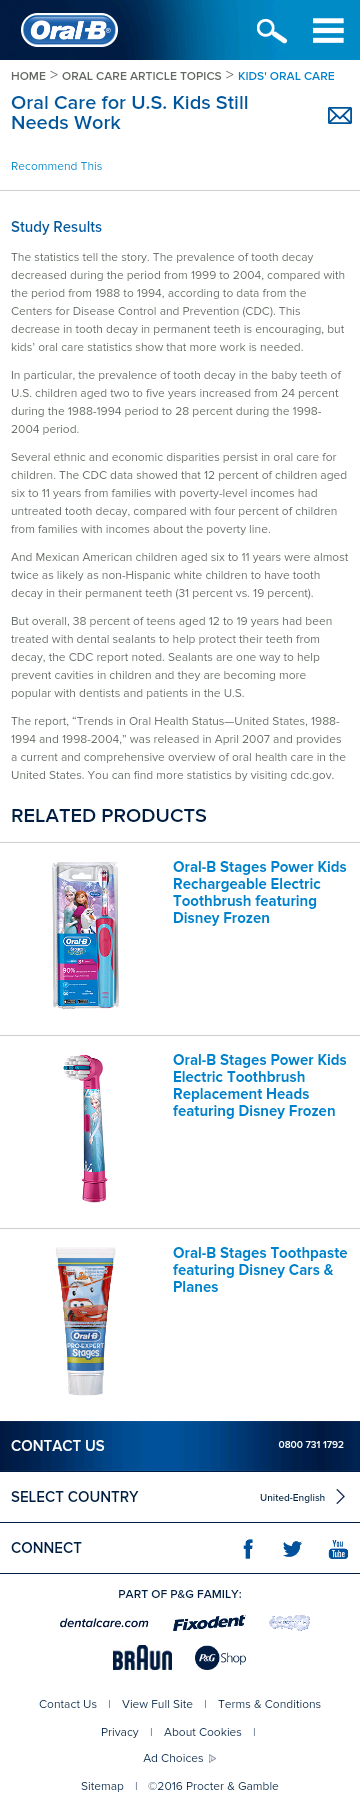 Oral-B
HOME > ORAL CARE ARTICLE TOPICS > KIDS' ORAL CARE
Oral Care for U.S. Kids Still
Needs Work
Recommend This
Study Results
The statistics tell the story. The prevalence of tooth decay
decreased during the period from 1999 to 2004, compared with
the period from 1988 to 1994, according to data from the
Centers for Disease Control and Prevention (CDC). This
decrease in tooth decay in permanent teeth is encouraging, but
kids’ oral care statistics show that more work is needed.
In particular, the prevalence of tooth decay in the baby teeth of
U.S. children aged two to five years increased from 24 percent
during the 1988-1994 period to 28 percent during the 1998-
2004 period.
Several ethnic and economic disparities persist in oral care for
children. The CDC data showed that 12 percent of children aged
six to 11 years from families with poverty-level incomes had
untreated tooth decay, compared with four percent of children
from families with incomes about the poverty line.
And Mexican American children aged six to 11 years were almost
twice as likely as non-Hispanic white children to have tooth
decay in their permanent teeth (31 percent vs. 19 percent).
But overall, 38 percent of teens aged 12 to 19 years had been
treated with dental sealants to help protect their teeth from
decay, the CDC report noted. Sealants are one way to help
prevent cavities in children and they are becoming more
popular with dentists and patients in the U.S.
The report, “Trends in Oral Health Status—United States, 1988-
1994 and 1998-2004,” was released in April 2007 and provides
a current and comprehensive overview of oral health care in the
United States. You can find more statistics by visiting cdc.gov.
RELATED PRODUCTS
Oral-B Stages Power Kids
Rechargeable Electric
Toothbrush featuring
Disney Frozen
Oral-B
90%
Oral-B Stages Power Kids
Electric Toothbrush
Replacement Heads
featuring Disney Frozen
Oral-B Stages Toothpaste
featuring Disney Cars &
Planes
Oral-B
PRO-EXPERT
Stages
CONTACT US 0800 731 1792
SELECT COUNTRY United-English
CONNECT
You
Tube
PART OF P&G FAMILY:
dentalcare.com Fixodent
BRAUN P&G Shop
Contact Us | View Full Site | Terms & Conditions
Privacy | About Cookies |
Ad Choices
Sitemap | ©2016 Procter & Gamble